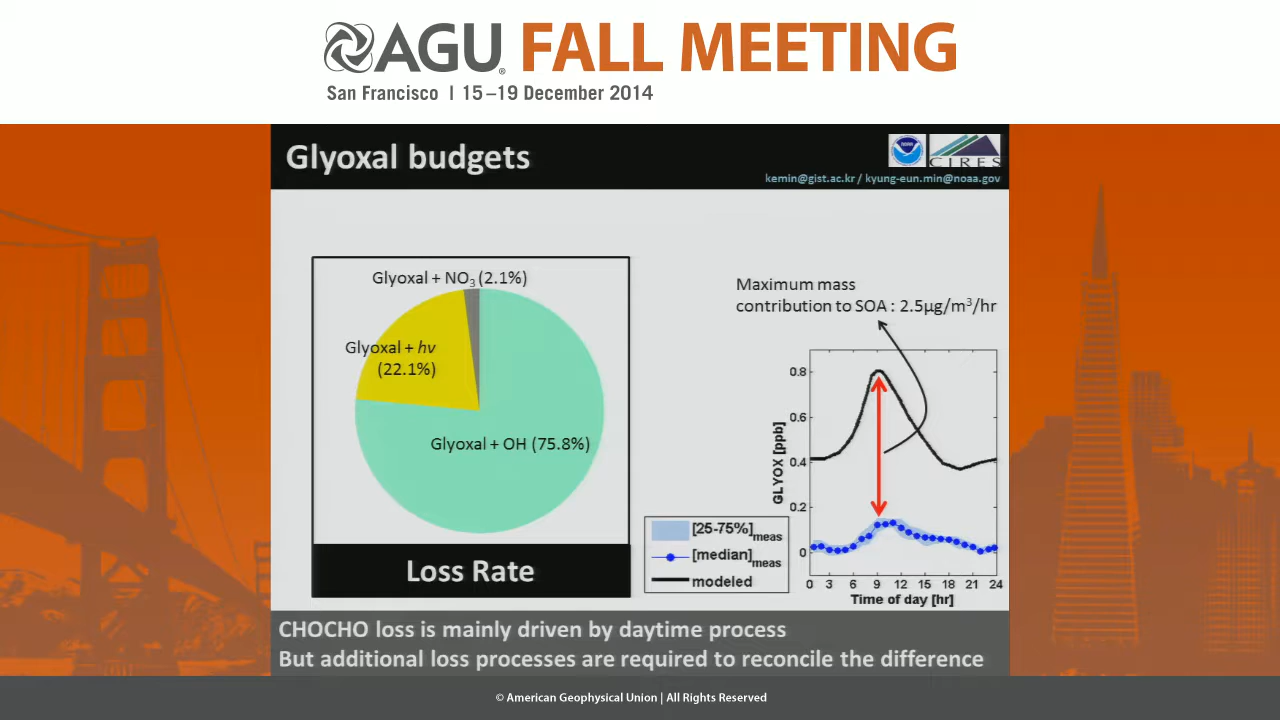 AGU FALL MEETING
San Francisco | 15–19 December 2014
Glyoxal budgets
NOAA
CIRES
kemin@gist.ac.kr / kyung-eun.min@noaa.gov
Glyoxal + NO3 (2.1%)
Glyoxal + hν
(22.1%)
Glyoxal + OH (75.8%)
Loss Rate
Maximum mass
contribution to SOA : 2.5µg/m³/hr
GLYOX [ppb]
0.8
0.6
0.4
0.2
0
0 3 6 9 12 15 18 21 24
Time of day [hr]
[25-75%]meas
[median]meas
modeled
CHOCHO loss is mainly driven by daytime process
But additional loss processes are required to reconcile the difference
© American Geophysical Union | All Rights Reserved